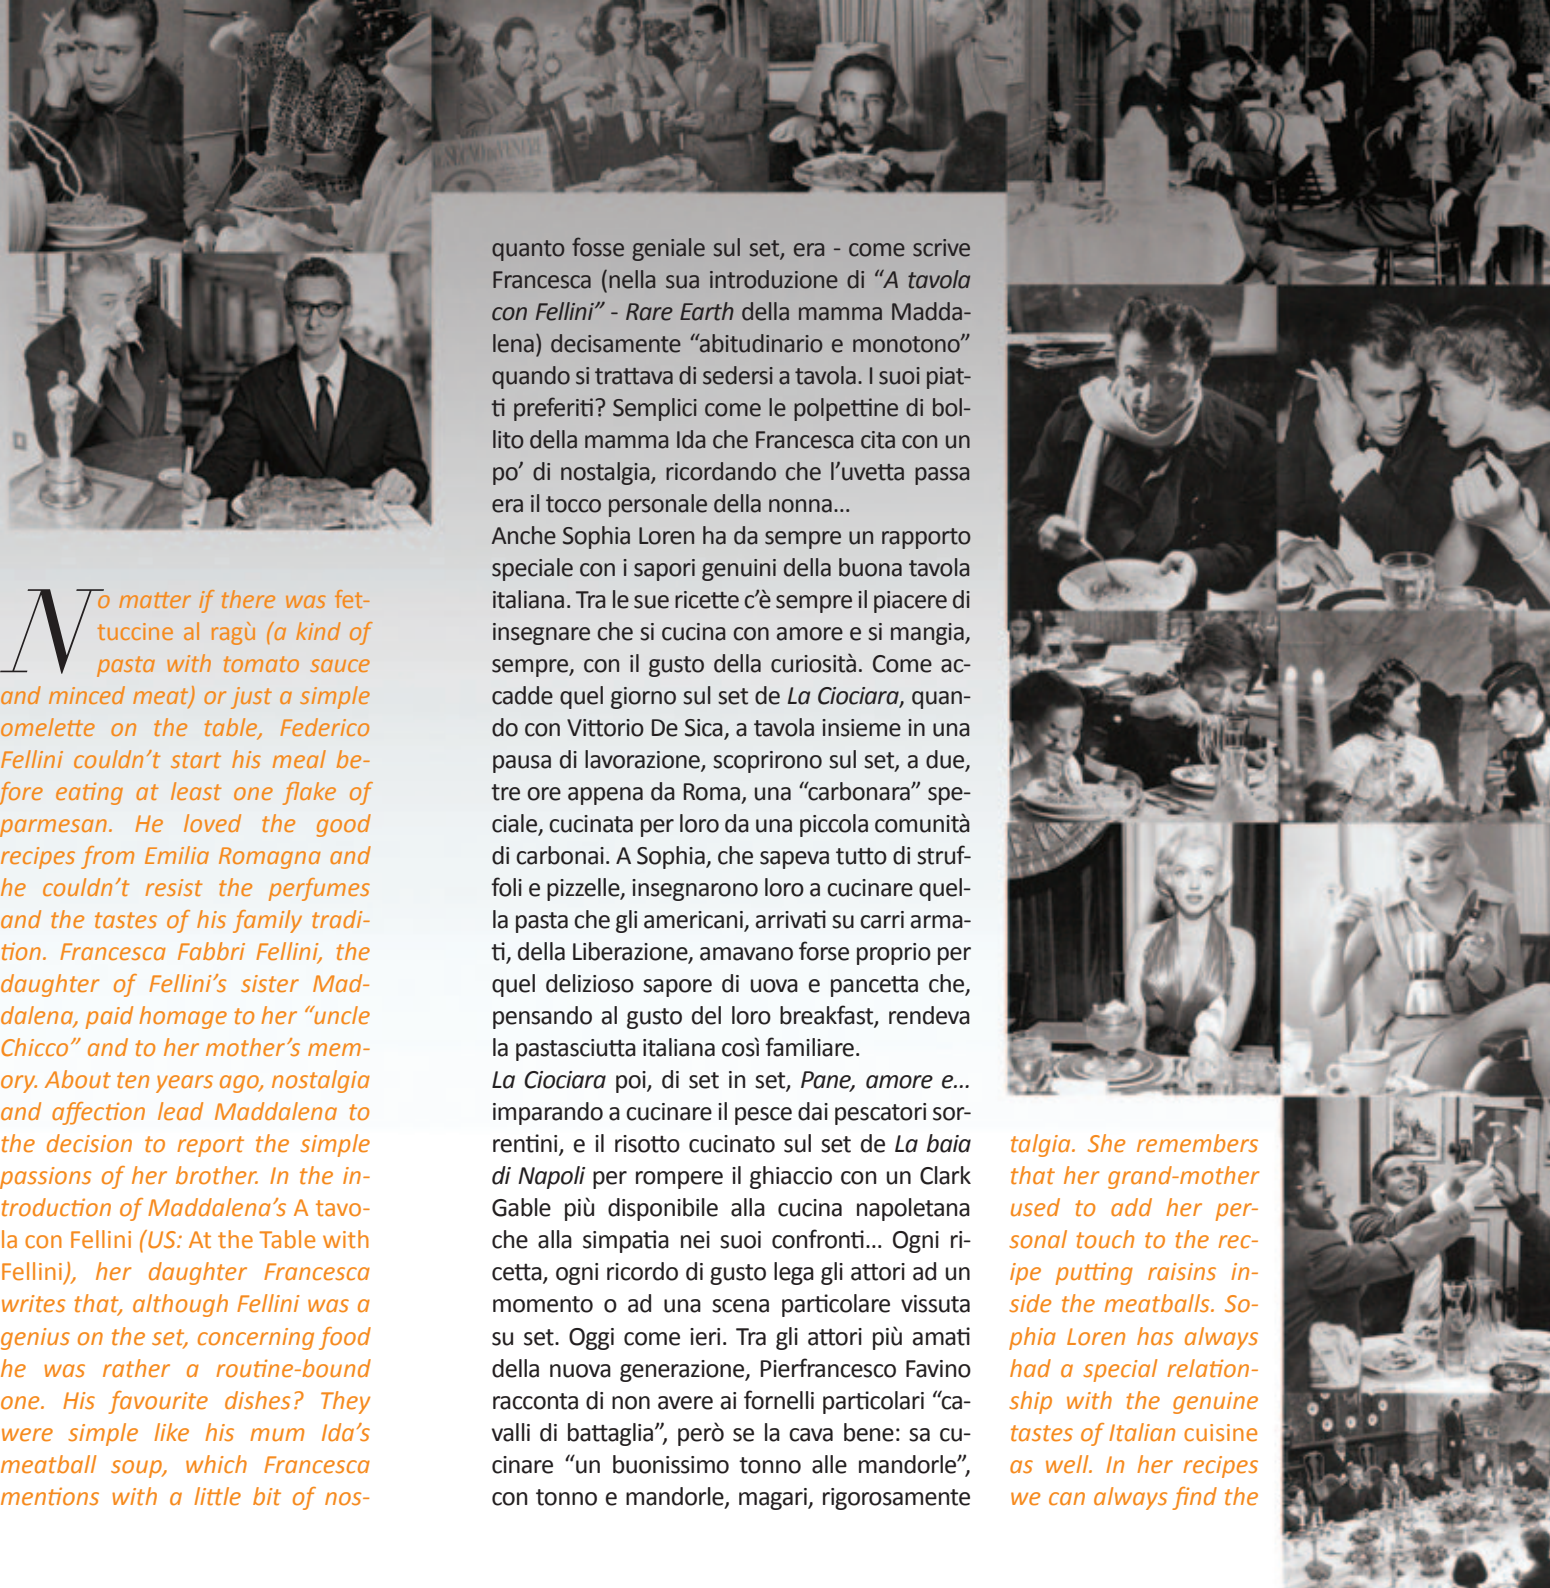 IL SEGNO DI VENERE
No matter if there was fet-
tuccine al ragù (a kind of
pasta with tomato sauce
and minced meat) or just a simple
omelette on the table, Federico
Fellini couldn’t start his meal be-
fore eating at least one flake of
parmesan. He loved the good
recipes from Emilia Romagna and
he couldn’t resist the perfumes
and the tastes of his family tradi-
tion. Francesca Fabbri Fellini, the
daughter of Fellini’s sister Mad-
dalena, paid homage to her “uncle
Chicco” and to her mother’s mem-
ory. About ten years ago, nostalgia
and affection lead Maddalena to
the decision to report the simple
passions of her brother. In the in-
troduction of Maddalena’s A tavo-
la con Fellini (US: At the Table with
Fellini), her daughter Francesca
writes that, although Fellini was a
genius on the set, concerning food
he was rather a routine-bound
one. His favourite dishes? They
were simple like his mum Ida’s
meatball soup, which Francesca
mentions with a little bit of nos-
quanto fosse geniale sul set, era - come scrive
Francesca (nella sua introduzione di “A tavola
con Fellini” - Rare Earth della mamma Madda-
lena) decisamente “abitudinario e monotono”
quando si trattava di sedersi a tavola. I suoi piat-
ti preferiti? Semplici come le polpettine di bol-
lito della mamma Ida che Francesca cita con un
po’ di nostalgia, ricordando che l’uvetta passa
era il tocco personale della nonna...
Anche Sophia Loren ha da sempre un rapporto
speciale con i sapori genuini della buona tavola
italiana. Tra le sue ricette c’è sempre il piacere di
insegnare che si cucina con amore e si mangia,
sempre, con il gusto della curiosità. Come ac-
cadde quel giorno sul set de La Ciociara, quan-
do con Vittorio De Sica, a tavola insieme in una
pausa di lavorazione, scoprirono sul set, a due,
tre ore appena da Roma, una “carbonara” spe-
ciale, cucinata per loro da una piccola comunità
di carbonai. A Sophia, che sapeva tutto di struf-
foli e pizzelle, insegnarono loro a cucinare quel-
la pasta che gli americani, arrivati su carri arma-
ti, della Liberazione, amavano forse proprio per
quel delizioso sapore di uova e pancetta che,
pensando al gusto del loro breakfast, rendeva
la pastasciutta italiana così familiare.
La Ciociara poi, di set in set, Pane, amore e...
imparando a cucinare il pesce dai pescatori sor-
rentini, e il risotto cucinato sul set de La baia
di Napoli per rompere il ghiaccio con un Clark
Gable più disponibile alla cucina napoletana
che alla simpatia nei suoi confronti... Ogni ri-
cetta, ogni ricordo di gusto lega gli attori ad un
momento o ad una scena particolare vissuta
su set. Oggi come ieri. Tra gli attori più amati
della nuova generazione, Pierfrancesco Favino
racconta di non avere ai fornelli particolari “ca-
valli di battaglia”, però se la cava bene: sa cu-
cinare “un buonissimo tonno alle mandorle”,
con tonno e mandorle, magari, rigorosamente
talgia. She remembers
that her grand-mother
used to add her per-
sonal touch to the rec-
ipe putting raisins in-
side the meatballs. So-
phia Loren has always
had a special relation-
ship with the genuine
tastes of Italian cuisine
as well. In her recipes
we can always find the